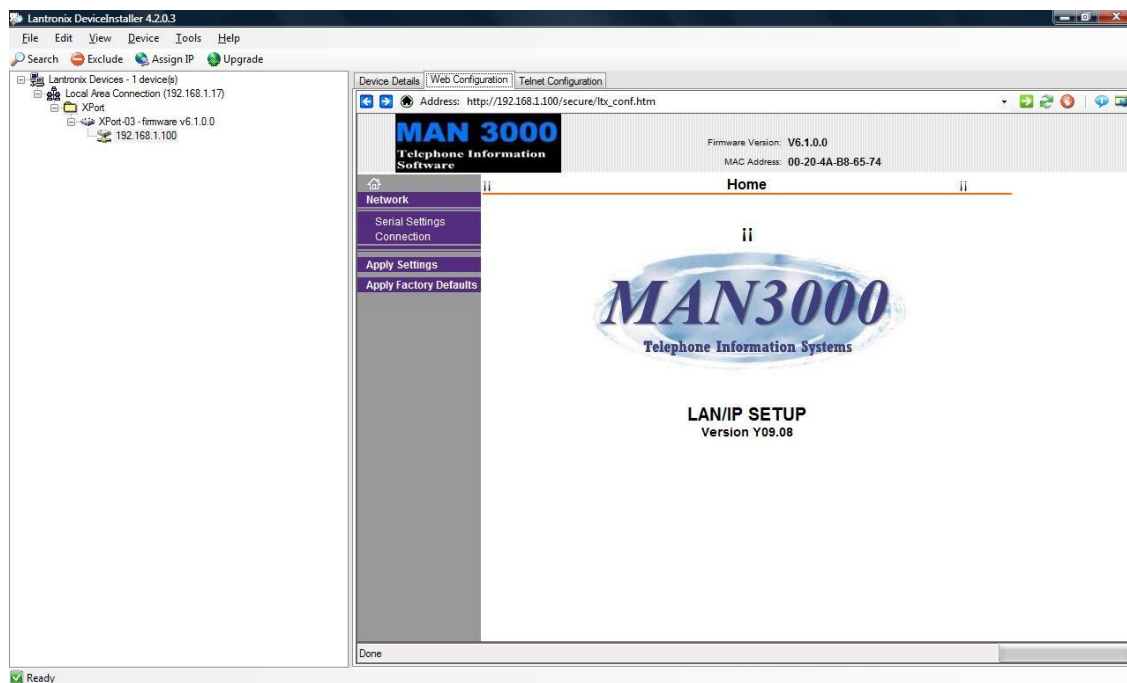 Lantronix DeviceInstaller 4.2.0.3
File Edit View Device Tools Help
Search Exclude Assign IP Upgrade
Lantronix Devices - 1 device(s)
Local Area Connection (192.168.1.17)
XPort
XPort-03 - firmware v6.1.0.0
192.168.1.100
Device Details Web Configuration Telnet Configuration
Address: http://192.168.1.100/secure/ltx_conf.htm
MAN 3000
Telephone Information
Software
Firmware Version: V6.1.0.0
MAC Address: 00-20-4A-B8-65-74
¡¡ Home ¡¡
Network
Serial Settings
Connection
Apply Settings
Apply Factory Defaults
¡¡
MAN3000
Telephone Information Systems
LAN/IP SETUP
Version Y09.08
Done
Ready